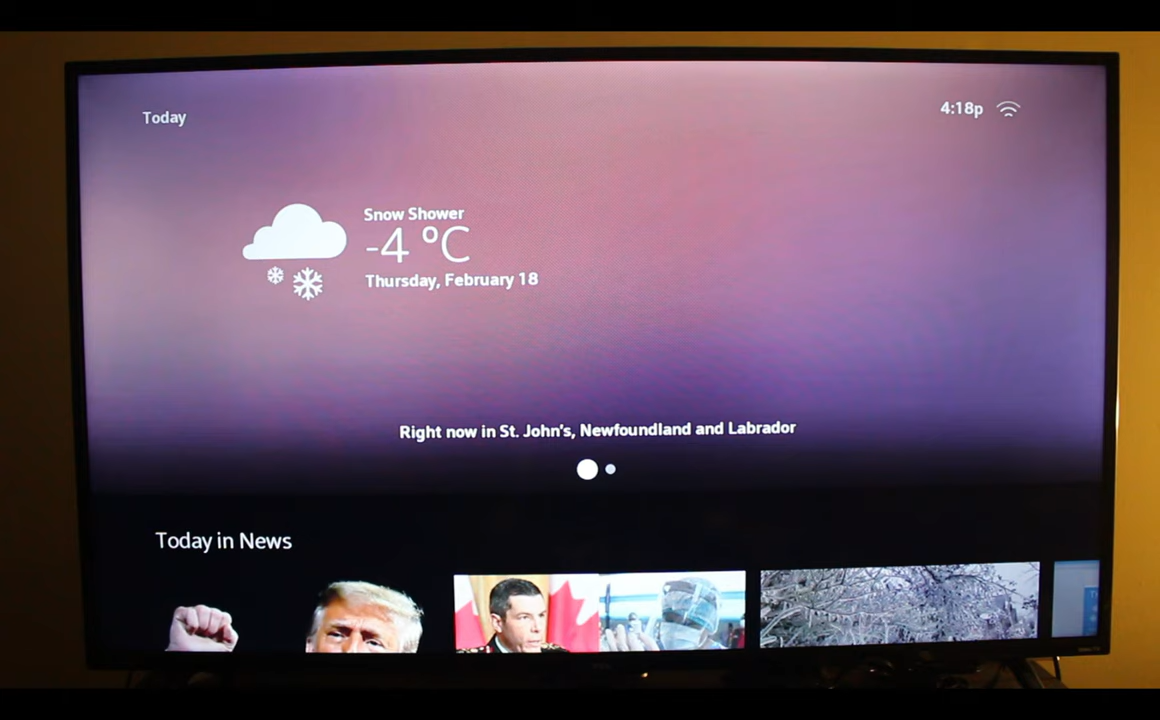 Today
4:18p
Snow Shower
-4 °C
Thursday, February 18
Right now in St. John's, Newfoundland and Labrador
Today in News